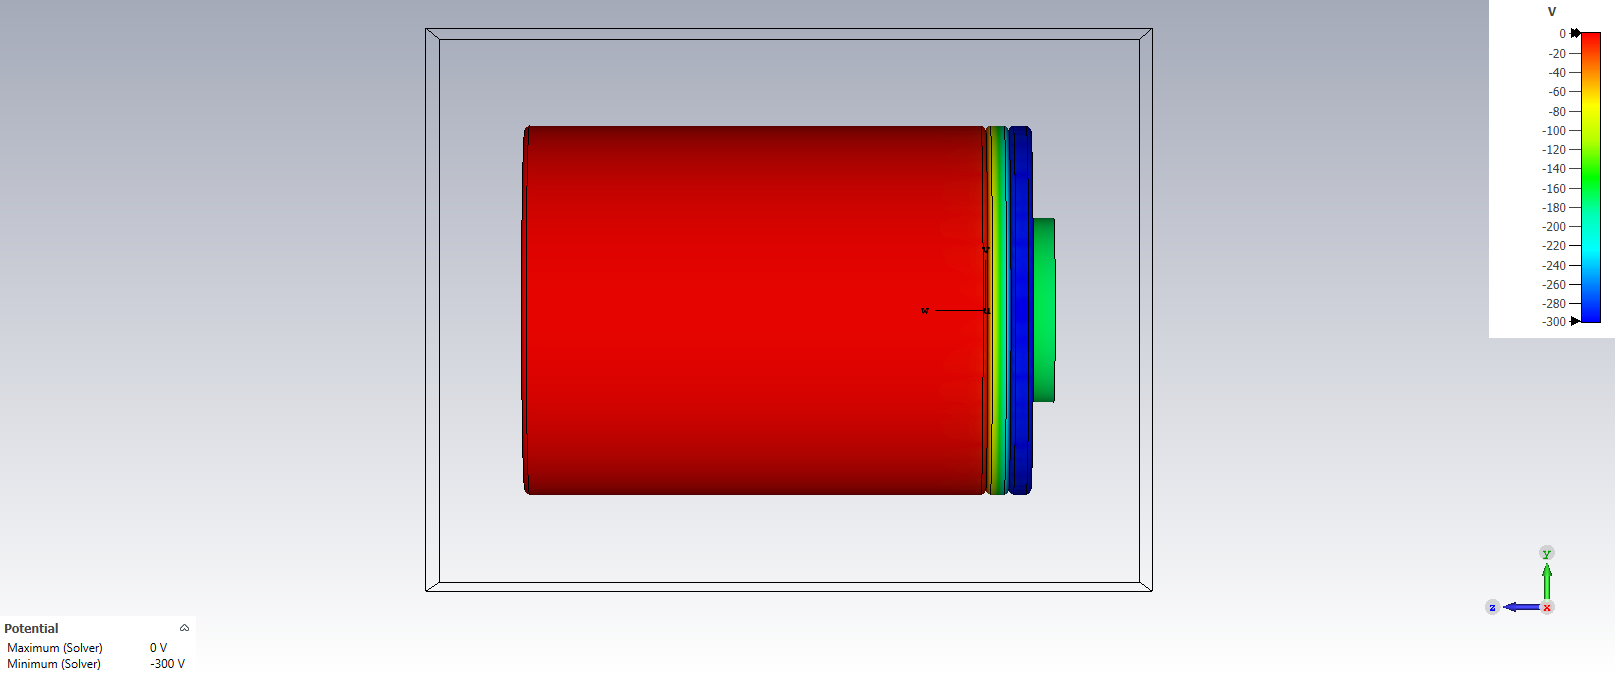 V
0
-20
-40
-60
-80
-100
-120
-140
-160
-180
-200
-220
-240
-260
-280
-300
v
w
u
y
z
x
Potential
Maximum (Solver) 0 V
Minimum (Solver) -300 V